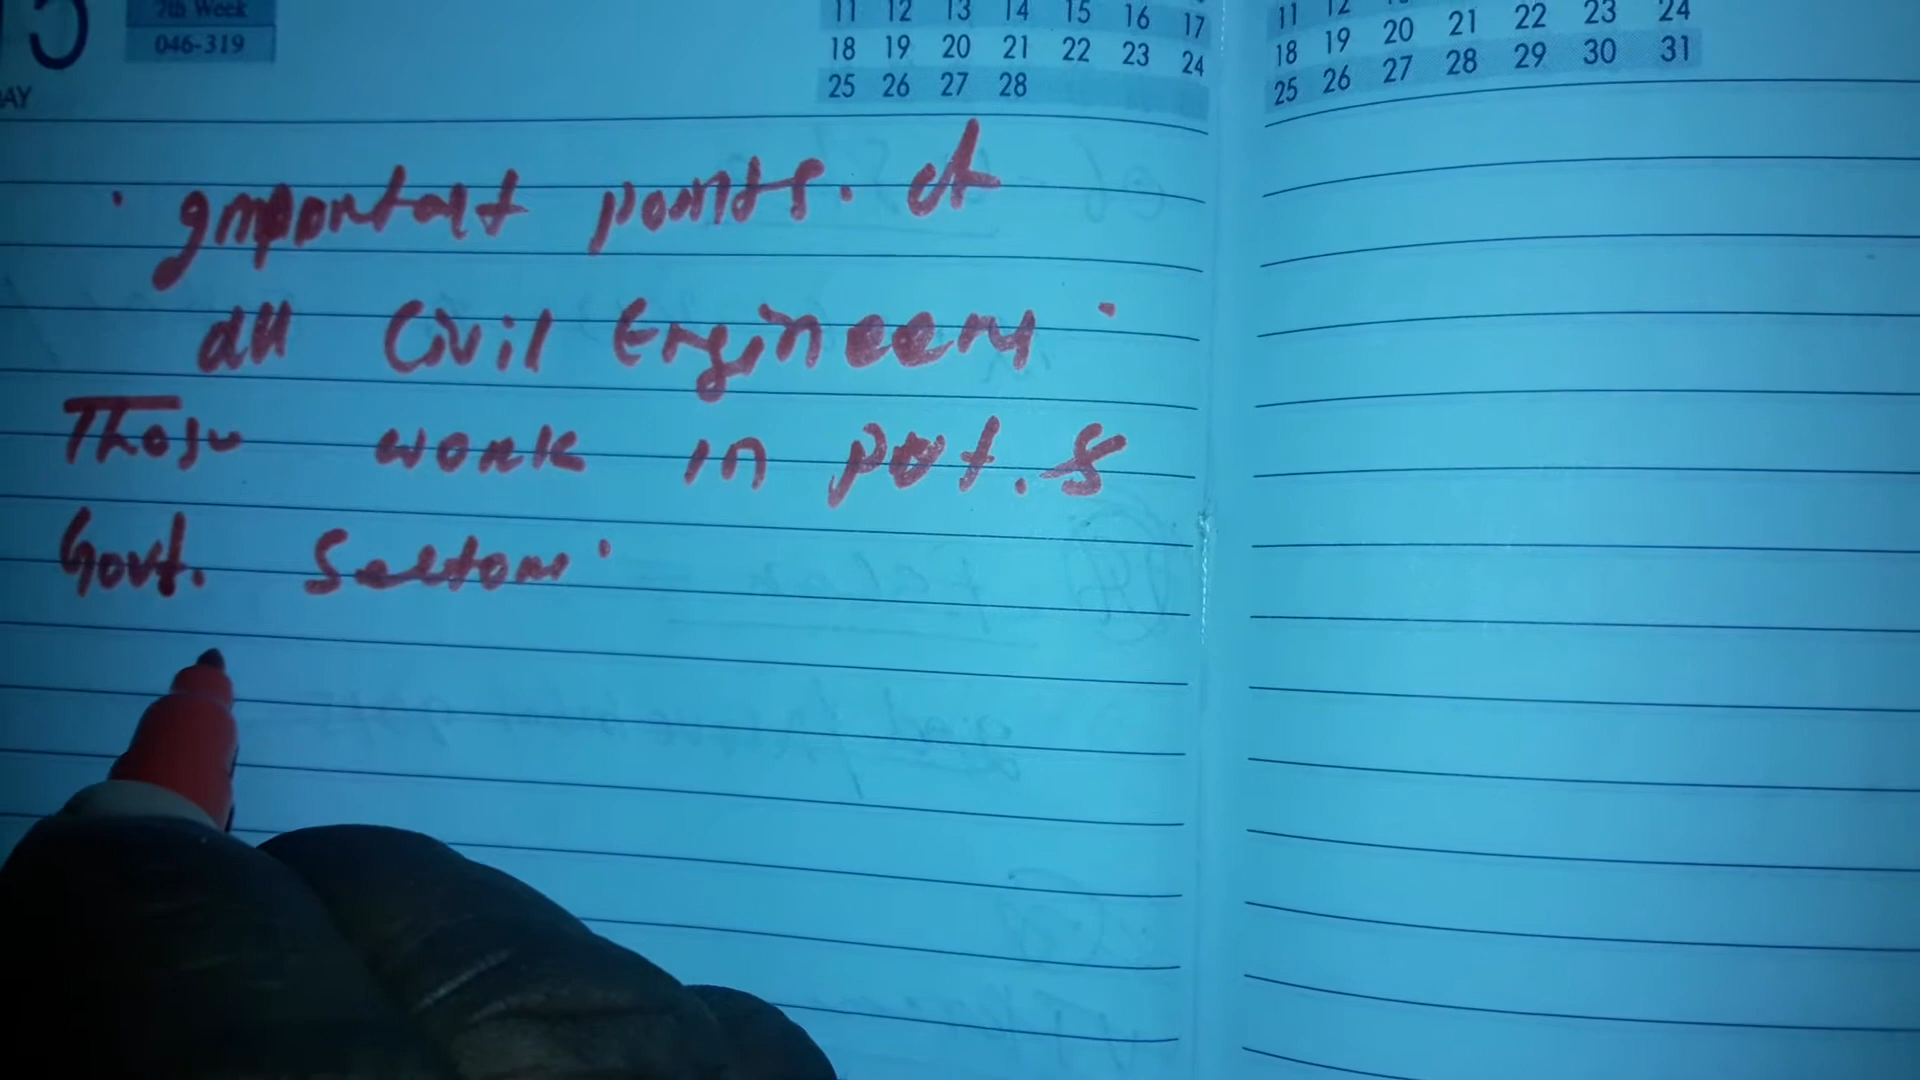 15 7th Week
046-319
DAY
11 12 13 14 15 16 17
18 19 20 21 22 23 24
25 26 27 28
11 12
18 19 20 21 22 23 24
25 26 27 28 29 30 31
Important points. of
all Civil Engineers
Those work in pvt. &
Govt. Sectors